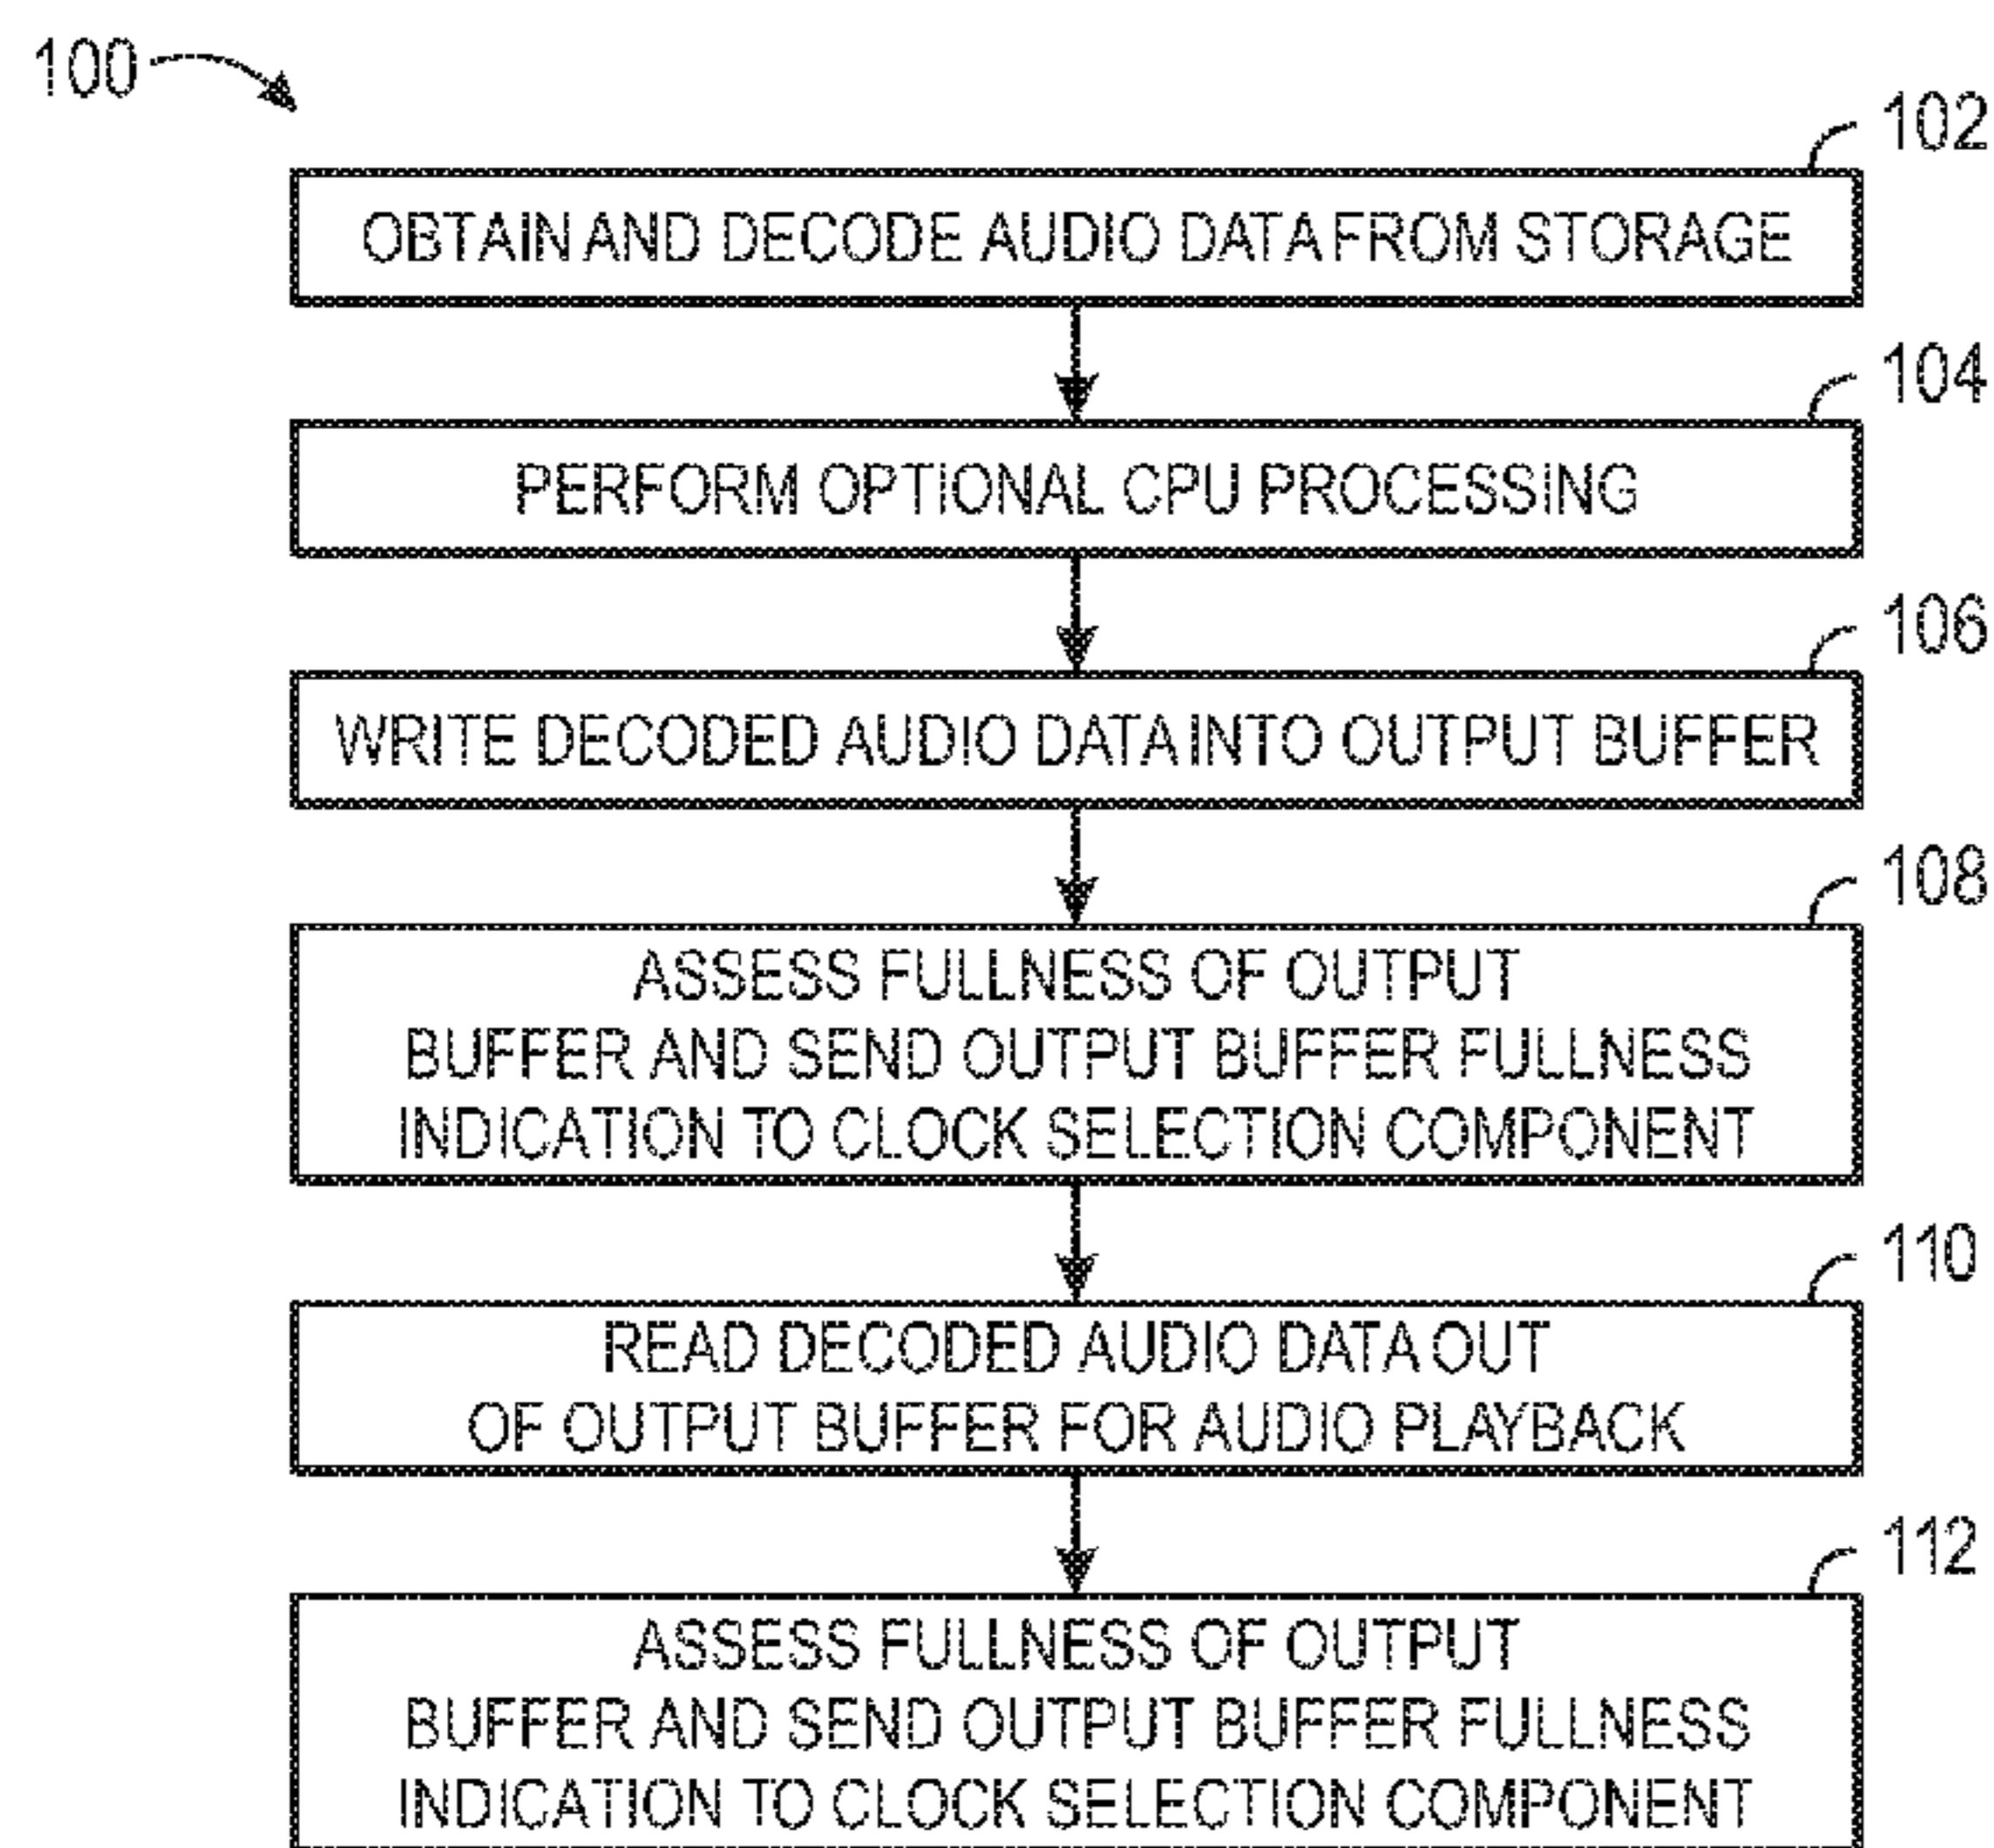 100
102
OBTAIN AND DECODE AUDIO DATA FROM STORAGE
104
PERFORM OPTIONAL CPU PROCESSING
106
WRITE DECODED AUDIO DATA INTO OUTPUT BUFFER
108
ASSESS FULLNESS OF OUTPUT
BUFFER AND SEND OUTPUT BUFFER FULLNESS
INDICATION TO CLOCK SELECTION COMPONENT
110
READ DECODED AUDIO DATA OUT
OF OUTPUT BUFFER FOR AUDIO PLAYBACK
112
ASSESS FULLNESS OF OUTPUT
BUFFER AND SEND OUTPUT BUFFER FULLNESS
INDICATION TO CLOCK SELECTION COMPONENT